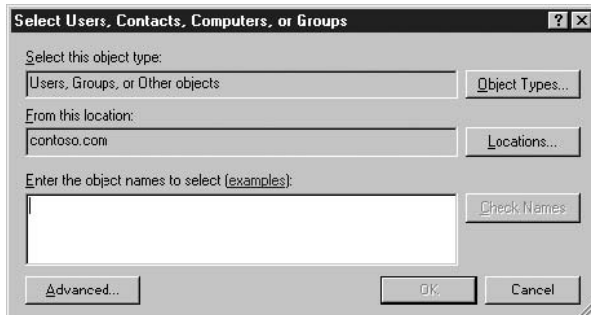 Select Users, Contacts, Computers, or Groups
Select this object type:
Users, Groups, or Other objects
Object Types...
From this location:
contoso.com
Locations...
Enter the object names to select (examples):
Check Names
Advanced...
OK
Cancel